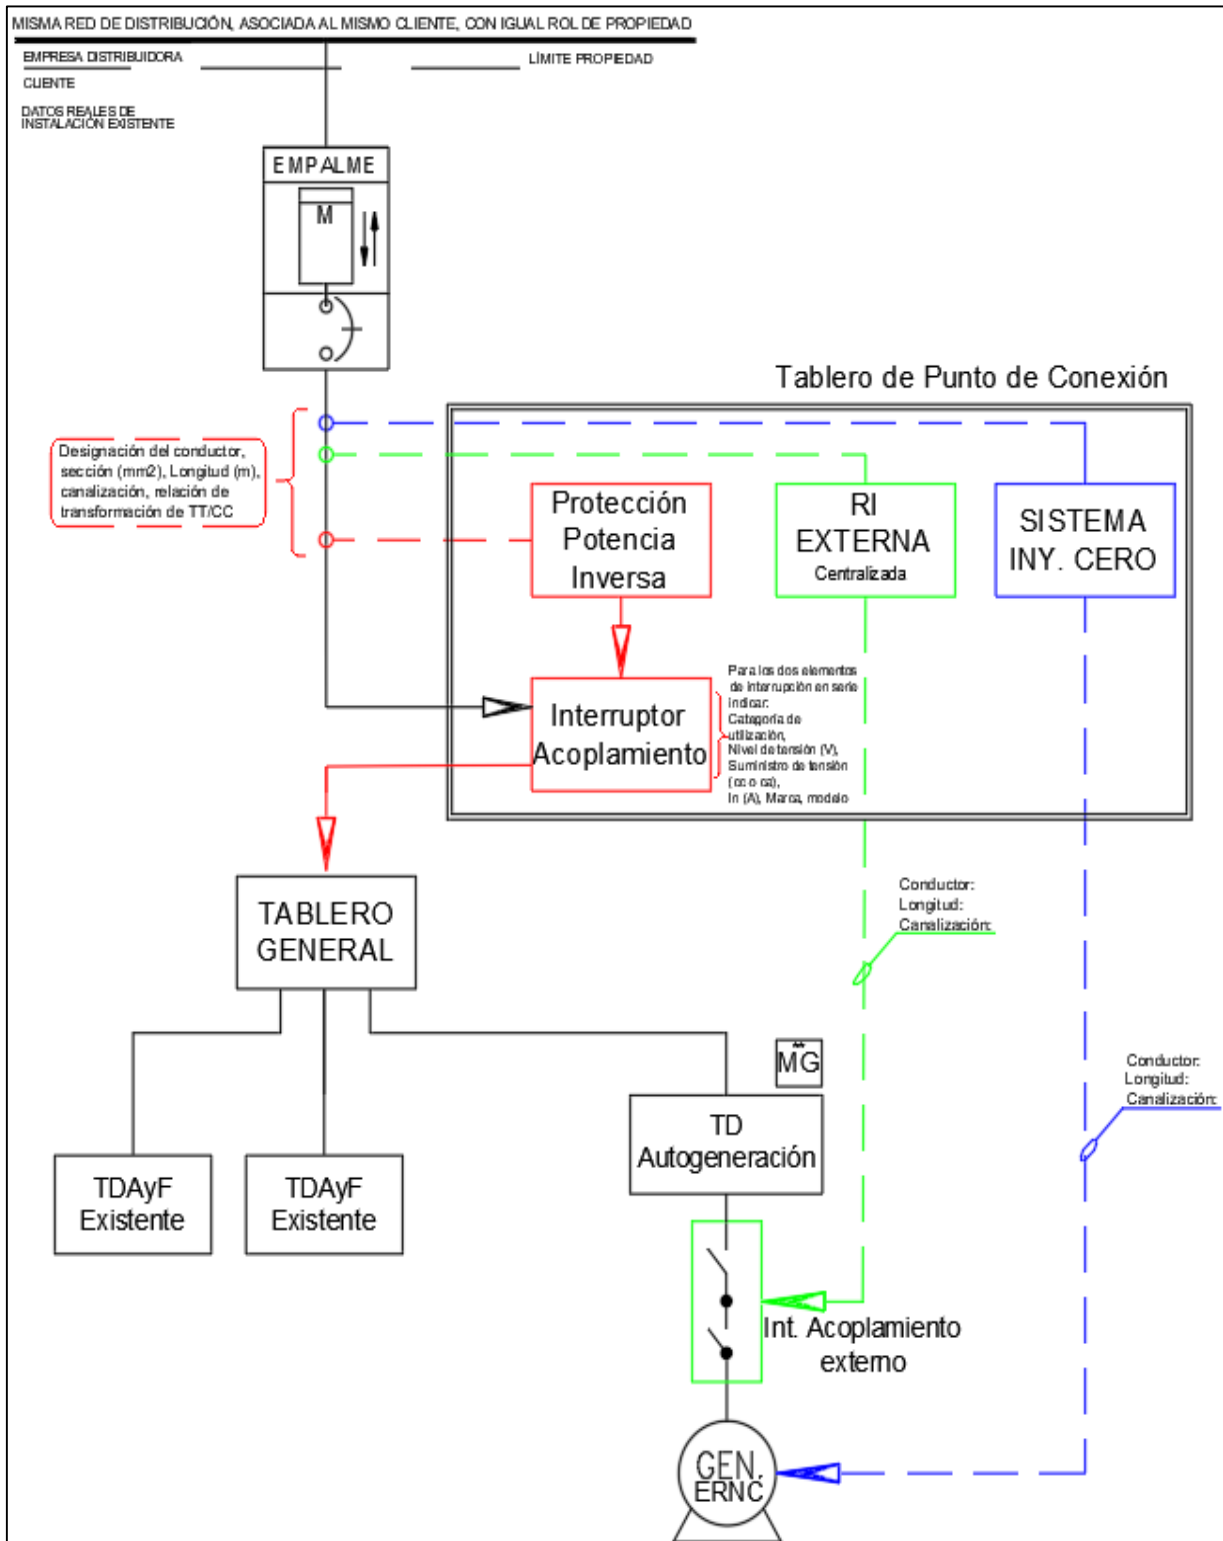 MISMA RED DE DISTRIBUCIÓN, ASOCIADA AL MISMO CLIENTE, CON IGUAL ROL DE PROPIEDAD
EMPRESA DISTRIBUIDORA
LÍMITE PROPIEDAD
CLIENTE
DATOS REALES DE
INSTALACIÓN EXISTENTE
EMPALME
M
Tablero de Punto de Conexión
Designación del conductor,
sección (mm2), Longitud (m),
canalización, relación de
transformación de TT/CC
Protección
Potencia
Inversa
RI
EXTERNA
Centralizada
SISTEMA
INY. CERO
Interruptor
Acoplamiento
Para los dos elementos
de interrupción en serie
indicar:
Categoría de
utilización,
Nivel de tensión (V),
Suministro de tensión
(cc o ca),
In (A), Marca, modelo
TABLERO
GENERAL
Conductor:
Longitud:
Canalización:
MG
TD
Autogeneración
Conductor:
Longitud:
Canalización:
TDAyF
Existente
TDAyF
Existente
Int. Acoplamiento
externo
GEN.
ERNC